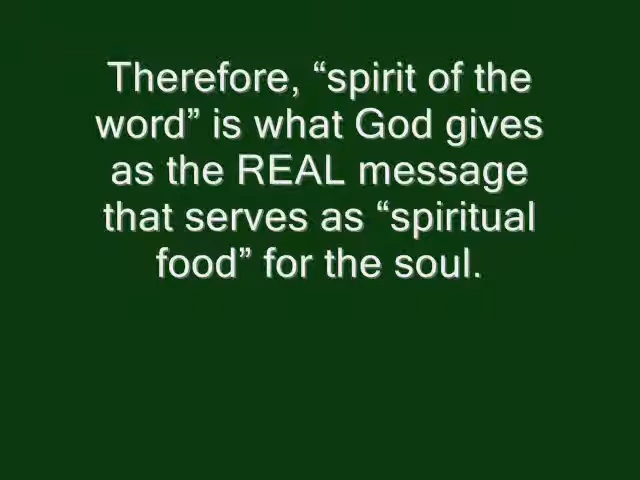 Therefore, “spirit of the
word” is what God gives
as the REAL message
that serves as “spiritual
food” for the soul.